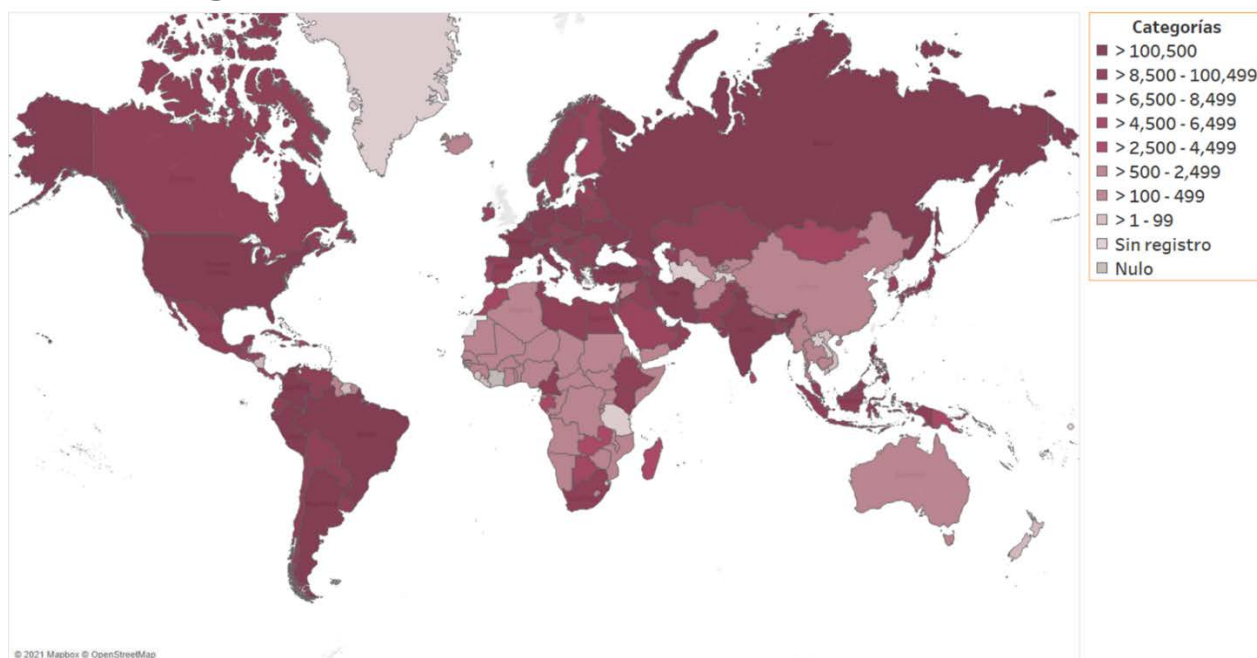 Categorías
> 100,500
> 8,500 - 100,499
> 6,500 - 8,499
> 4,500 - 6,499
> 2,500 - 4,499
> 500 - 2,499
> 100 - 499
> 1 - 99
Sin registro
Nulo
© 2021 Mapbox © OpenStreetMap